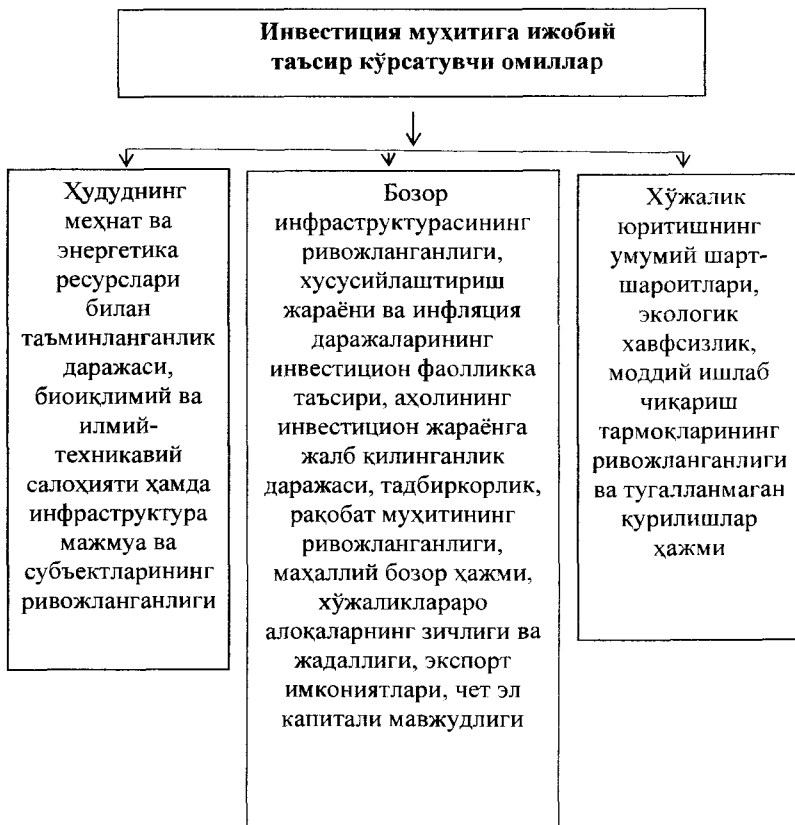 Инвестиция муҳитига ижобий
таъсир кўрсатувчи омиллар
Ҳудуднинг
меҳнат ва
энергетика
ресурслари
билан
таъминланганлик
даражаси,
биоиқлимий ва
илмий-
техникавий
салоҳияти ҳамда
инфраструктура
мажмуа ва
субъектларининг
ривожланганлиги
Бозор
инфраструктурасининг
ривожланганлиги,
хусусийлаштириш
жараёни ва инфляция
даражаларининг
инвестицион фаолликка
таъсири, аҳолининг
инвестицион жараёнга
жалб қилинганлик
даражаси, тадбиркорлик,
рақобат муҳитининг
ривожланганлиги,
маҳаллий бозор ҳажми,
хўжаликлараро
алоқаларнинг зичлиги ва
жадаллиги, экспорт
имкониятлари, чет эл
капитали мавжудлиги
Хўжалик
юритишнинг
умумий шарт-
шароитлари,
экологик
хавфсизлик,
моддий ишлаб
чиқариш
тармоқларининг
ривожланганлиги
ва тугалланмаган
қурилишлар
ҳажми